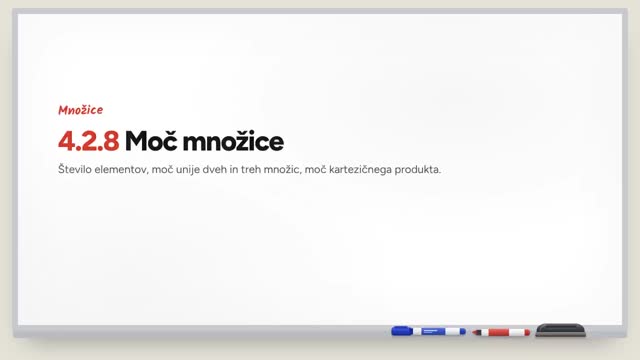 Množice
4.2.8 Moč množice
Število elementov, moč unije dveh in treh množic, moč kartezičnega produkta.